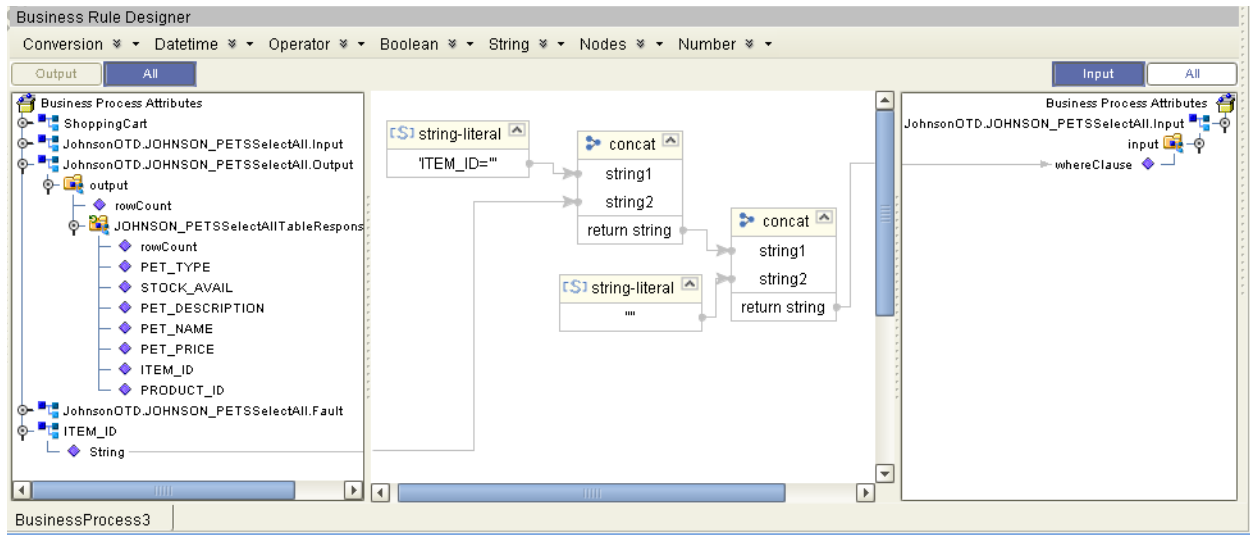 Business Rule Designer
Conversion Datetime Operator Boolean String Nodes Number
Output All Input All
Business Process Attributes
ShoppingCart
JohnsonOTD.JOHNSON_PETSSelectAll.Input
JohnsonOTD.JOHNSON_PETSSelectAll.Output
output
rowCount
JOHNSON_PETSSelectAllTableRespons
rowCount
PET_TYPE
STOCK_AVAIL
PET_DESCRIPTION
PET_NAME
PET_PRICE
ITEM_ID
PRODUCT_ID
JohnsonOTD.JOHNSON_PETSSelectAll.Fault
ITEM_ID
String
[S] string-literal
'ITEM_ID='"
concat
string1
string2
return string
[S] string-literal
""
concat
string1
string2
return string
Business Process Attributes
JohnsonOTD.JOHNSON_PETSSelectAll.Input
input
whereClause
BusinessProcess3